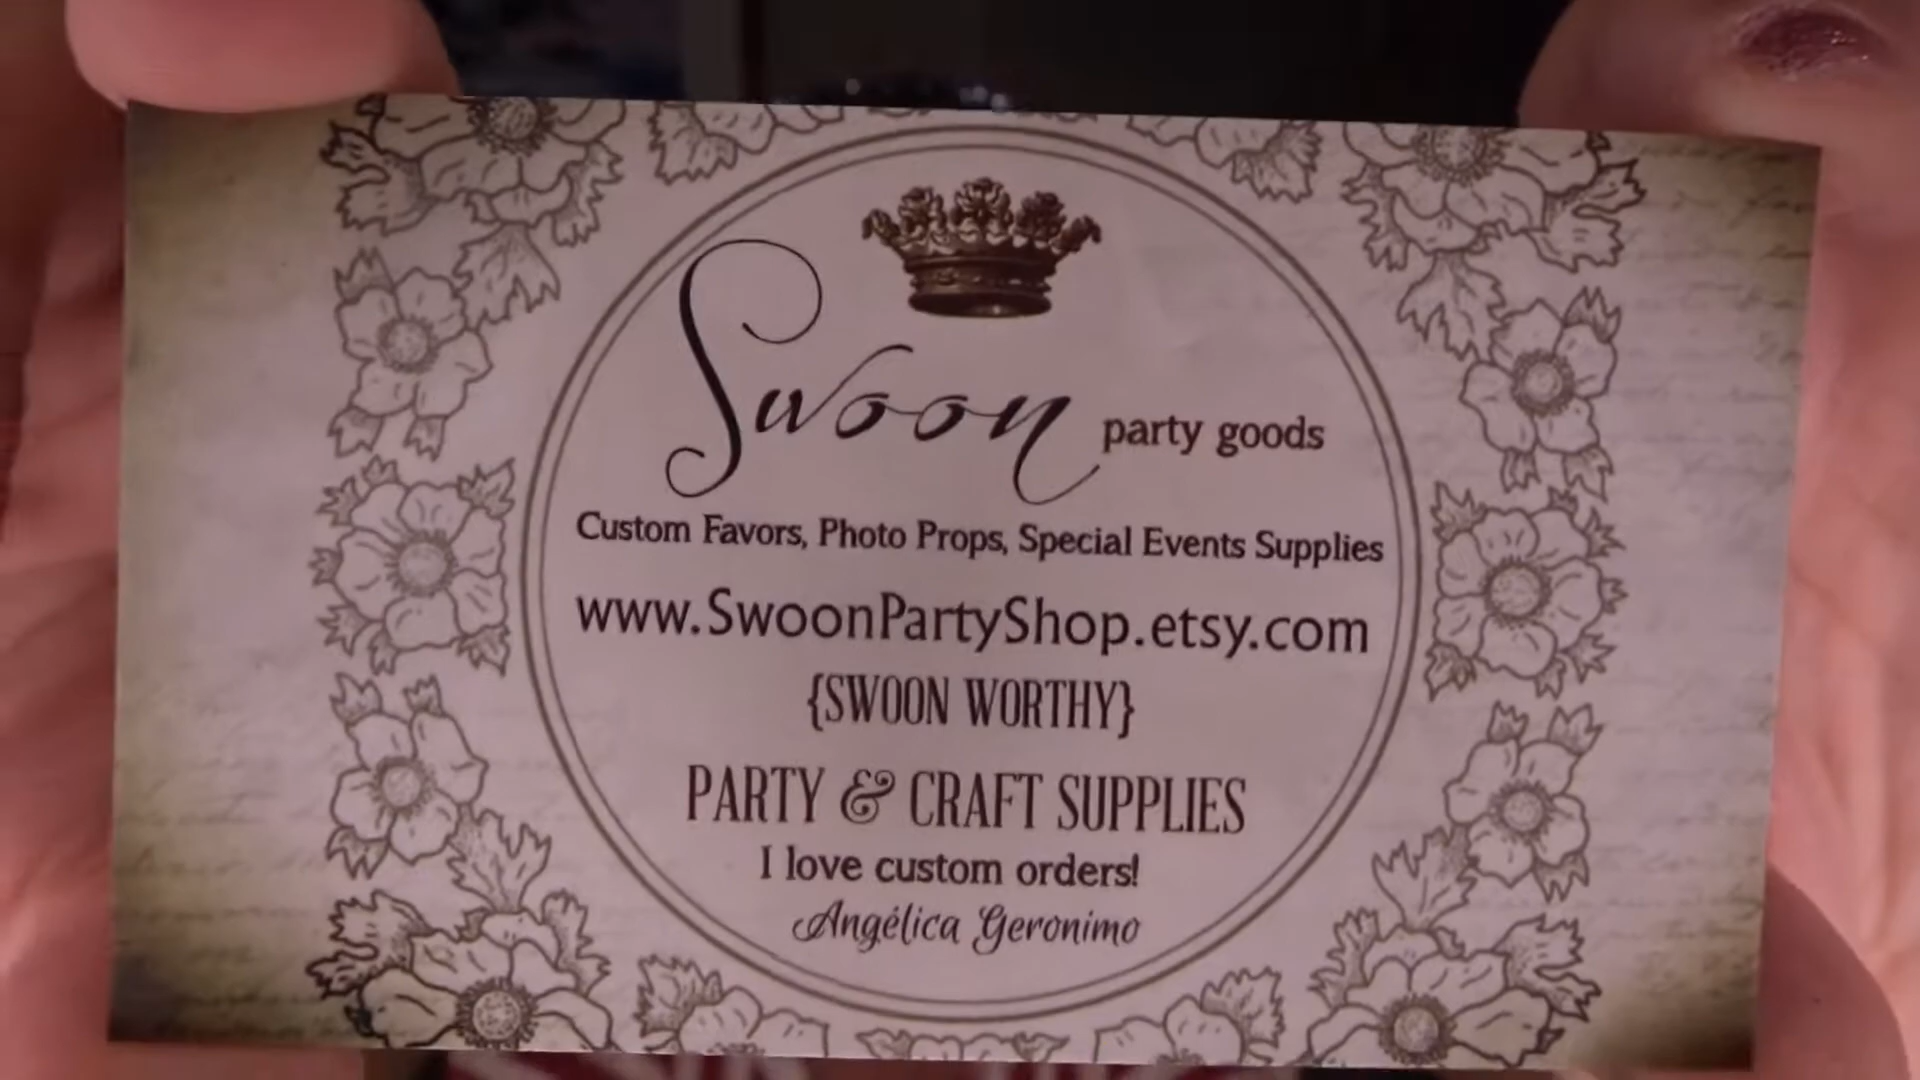 Swoon party goods
Custom Favors, Photo Props, Special Events Supplies
www.SwoonPartyShop.etsy.com
{SWOON WORTHY}
PARTY & CRAFT SUPPLIES
I love custom orders!
Angélica Geronimo